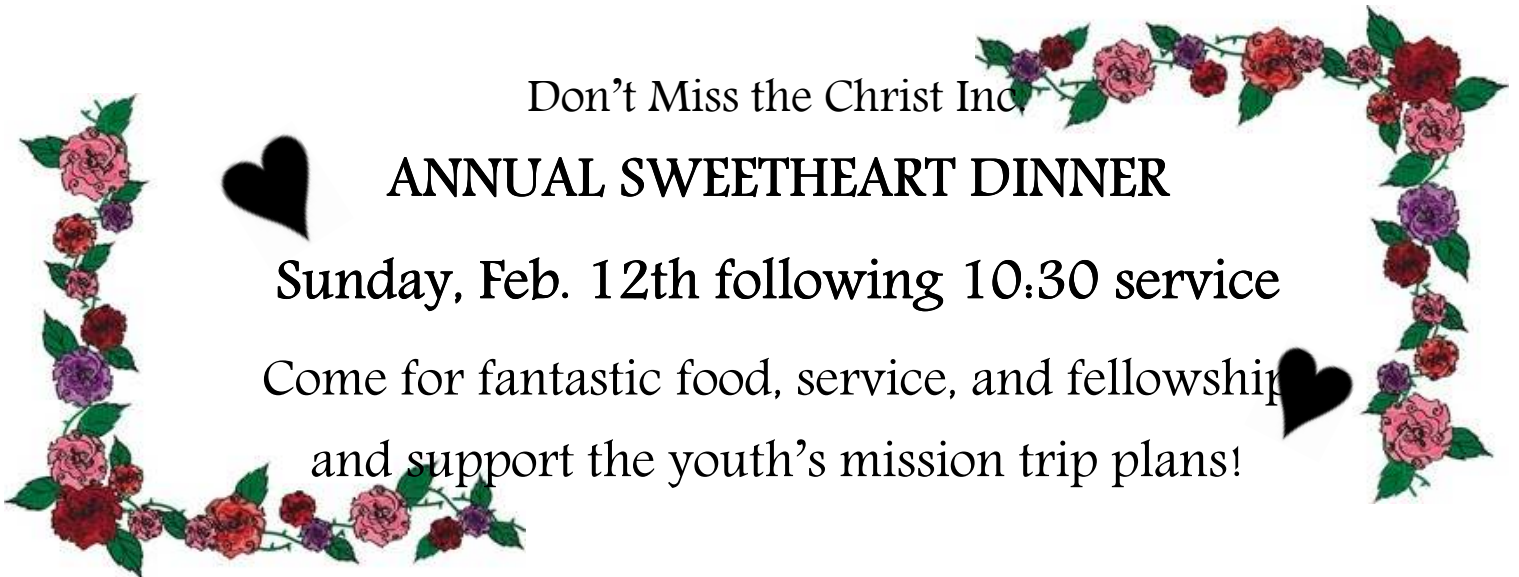 Don't Miss the Christ Inc.
ANNUAL SWEETHEART DINNER
Sunday, Feb. 12th following 10:30 service
Come for fantastic food, service, and fellowship
and support the youth's mission trip plans!